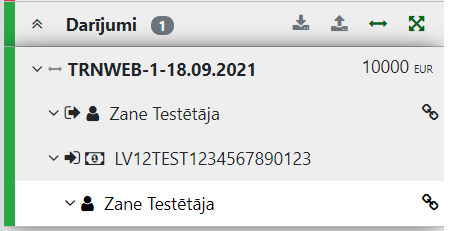 Darījumi 1
TRNWEB-1-18.09.2021 10000 EUR
Zane Testētāja
LV12TEST1234567890123
Zane Testētāja